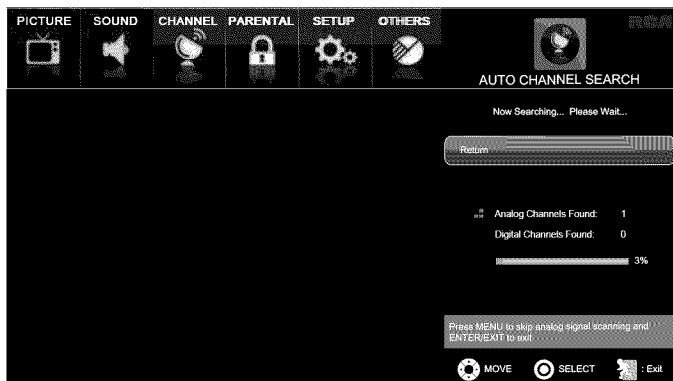 PICTURE SOUND CHANNEL PARENTAL SETUP OTHERS
RCA
AUTO CHANNEL SEARCH
Now Searching... Please Wait...
Return
Analog Channels Found: 1
Digital Channels Found: 0
3%
Press MENU to skip analog signal scanning and
ENTER/EXIT to exit
MOVE SELECT : Exit